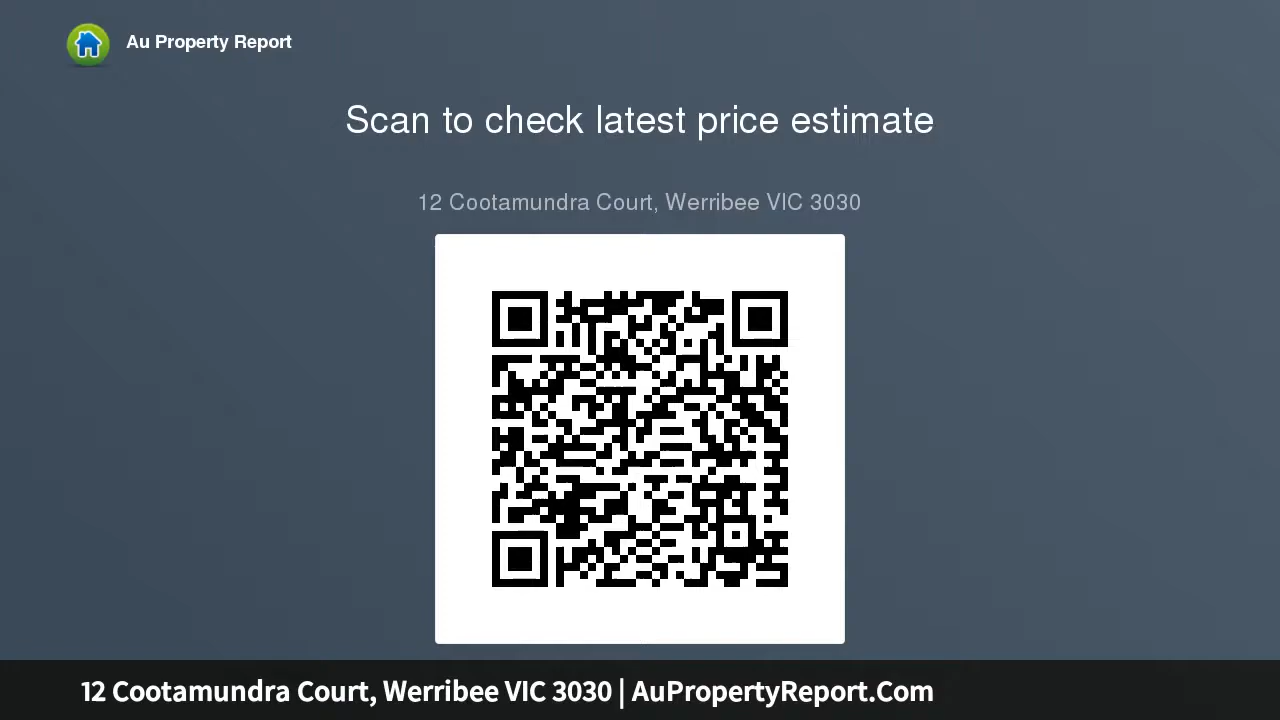 Au Property Report
Scan to check latest price estimate
12 Cootamundra Court, Werribee VIC 3030
12 Cootamundra Court, Werribee VIC 3030 | AuPropertyReport.Com